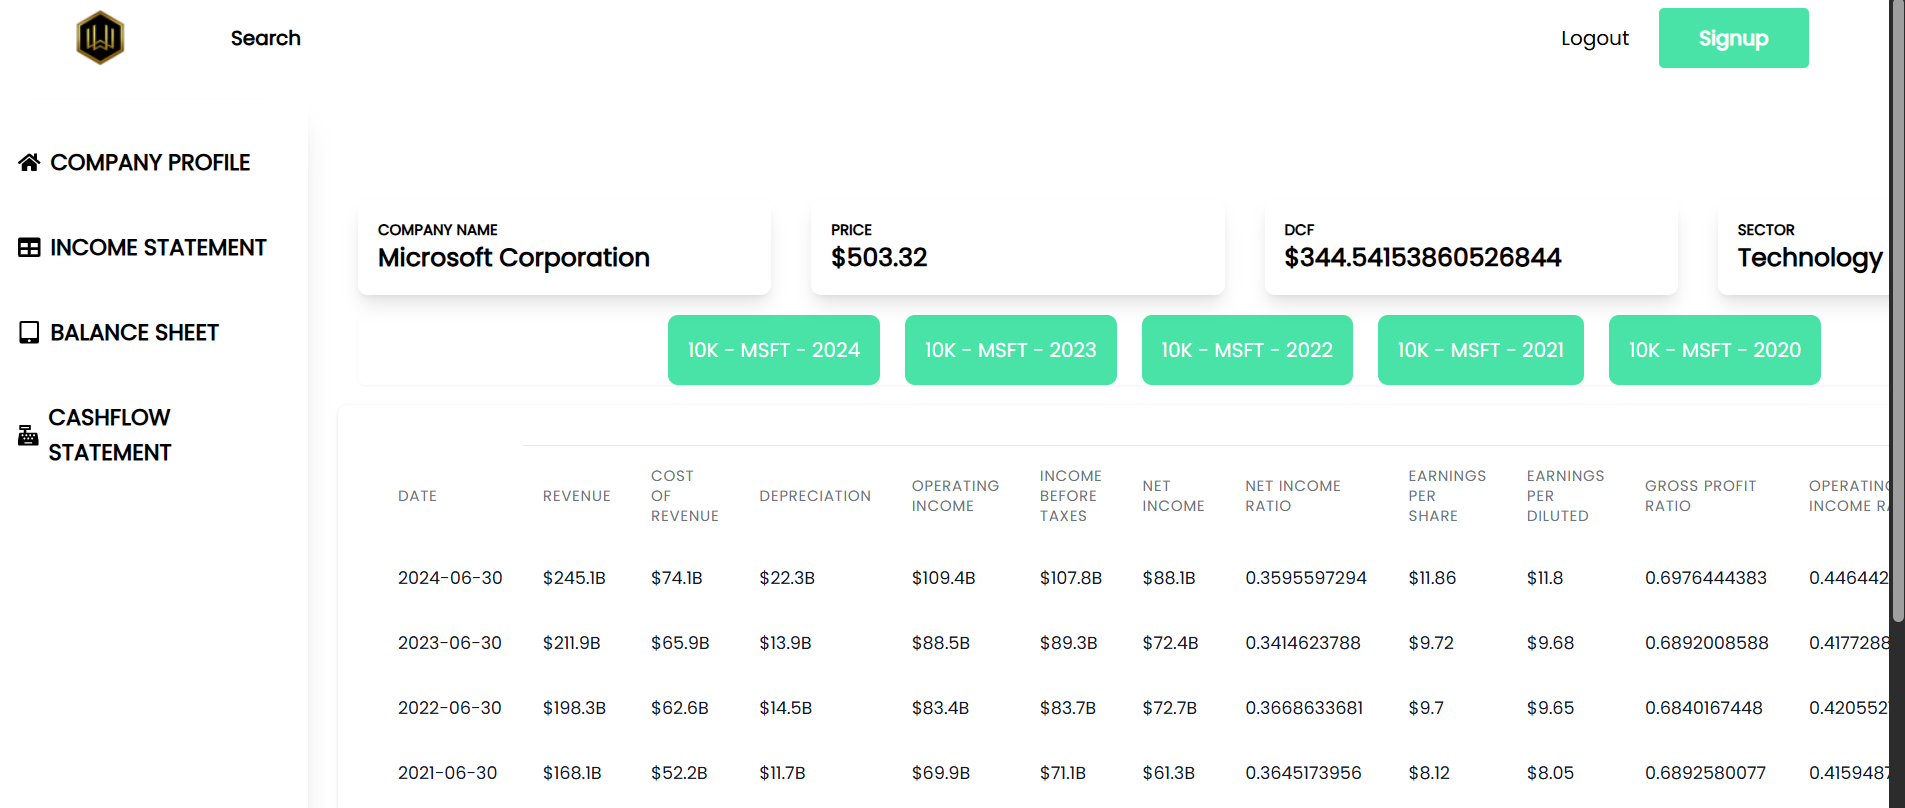 Search
Logout
Signup
COMPANY PROFILE
INCOME STATEMENT
BALANCE SHEET
CASHFLOW
STATEMENT
COMPANY NAME
Microsoft Corporation
PRICE
$503.32
DCF
$344.54153860526844
SECTOR
Technology
10K - MSFT - 2024
10K - MSFT - 2023
10K - MSFT - 2022
10K - MSFT - 2021
10K - MSFT - 2020
DATE
REVENUE
COST
OF
REVENUE
DEPRECIATION
OPERATING
INCOME
INCOME
BEFORE
TAXES
NET
INCOME
NET INCOME
RATIO
EARNINGS
PER
SHARE
EARNINGS
PER
DILUTED
GROSS PROFIT
RATIO
OPERATING
INCOME RA
2024-06-30 $245.1B $74.1B $22.3B $109.4B $107.8B $88.1B 0.3595597294 $11.86 $11.8 0.6976444383 0.446442
2023-06-30 $211.9B $65.9B $13.9B $88.5B $89.3B $72.4B 0.3414623788 $9.72 $9.68 0.6892008588 0.4177288
2022-06-30 $198.3B $62.6B $14.5B $83.4B $83.7B $72.7B 0.3668633681 $9.7 $9.65 0.6840167448 0.420552
2021-06-30 $168.1B $52.2B $11.7B $69.9B $71.1B $61.3B 0.3645173956 $8.12 $8.05 0.6892580077 0.415948